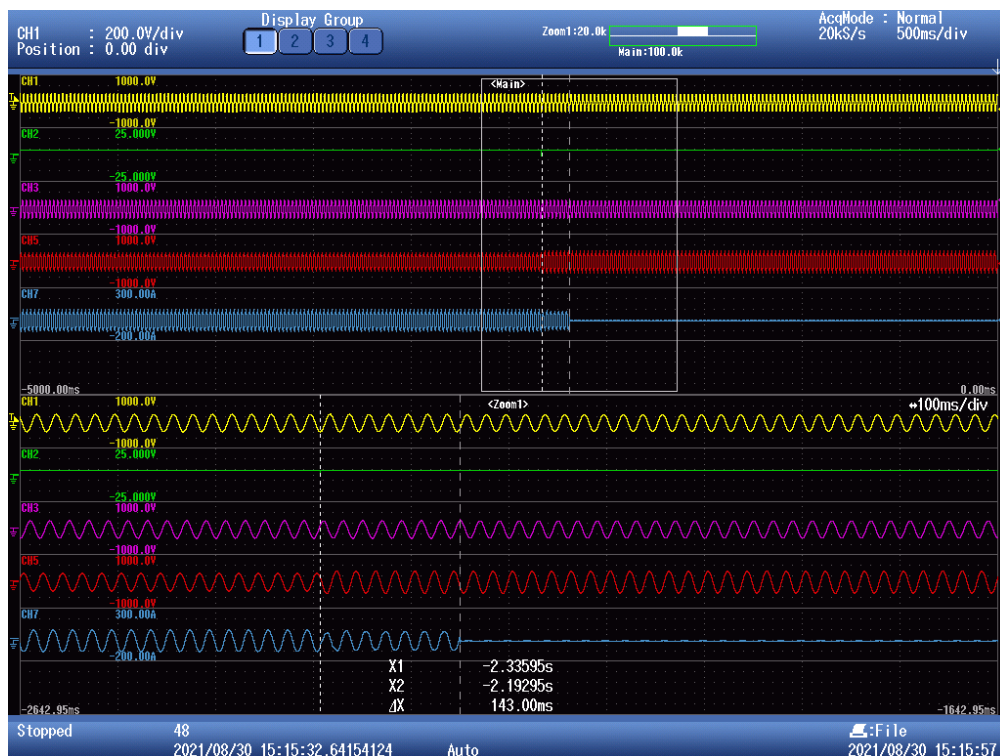 CH1 : 200.0V/div
Position : 0.00 div
Display Group
1 2 3 4
Zoom1:20.0k
Main:100.0k
AcqMode : Normal
20kS/s 500ms/div
<Main>
CH1 1000.0V
-1000.0V
CH2 25.000V
-25.000V
CH3 1000.0V
-1000.0V
CH5 1000.0V
-1000.0V
CH7 300.00A
-200.00A
-5000.00ms 0.00ms
<Zoom1>
100ms/div
CH1 1000.0V
-1000.0V
CH2 25.000V
-25.000V
CH3 1000.0V
-1000.0V
CH5 1000.0V
-1000.0V
CH7 300.00A
-200.00A
X1 -2.33595s
X2 -2.19295s
ΔX 143.00ms
-2642.95ms -1642.95ms
Stopped 48
2021/08/30 15:15:32.64154124 Auto
:File
2021/08/30 15:15:57